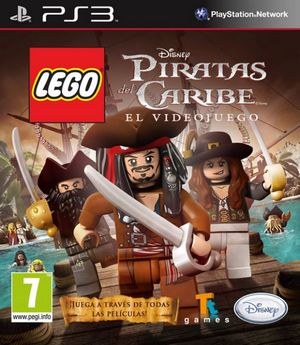 PS3
PlayStation®Network
LEGO
DISNEY
PIRATAS
del CARIBE
EL VIDEOJUEGO
7
www.pegi.info
¡JUEGA A TRAVÉS DE TODAS
LAS PELÍCULAS!
Tt
games
Disney